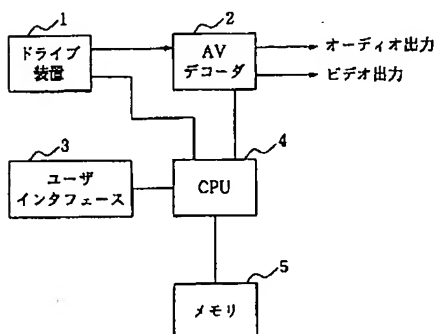 1
ドライブ
装置
2
AV
デコーダ
オーディオ出力
ビデオ出力
3
ユーザ
インタフェース
4
CPU
5
メモリ